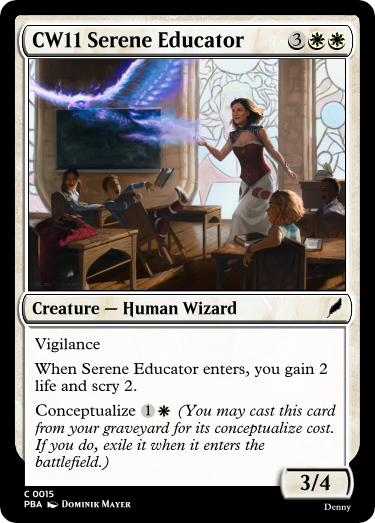 CW11 Serene Educator 3
Creature — Human Wizard
Vigilance
When Serene Educator enters, you gain 2
life and scry 2.
Conceptualize 1 (You may cast this card
from your graveyard for its conceptualize cost.
If you do, exile it when it enters the
battlefield.)
3/4
C 0015
PBA DOMINIK MAYER
Denny